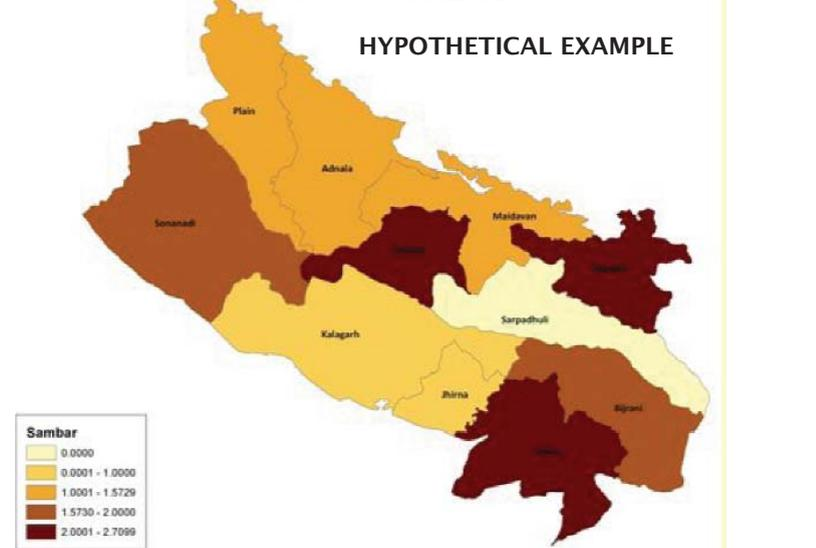 HYPOTHETICAL EXAMPLE
Plain
Adnala
Sonanadi
Maidavan
Sarpadhuli
Kalagarh
Jhirna
Bijrani
Sambar
0.0000
0.0001 - 1.0000
1.0001 - 1.5729
1.5730 - 2.0000
2.0001 - 2.7099